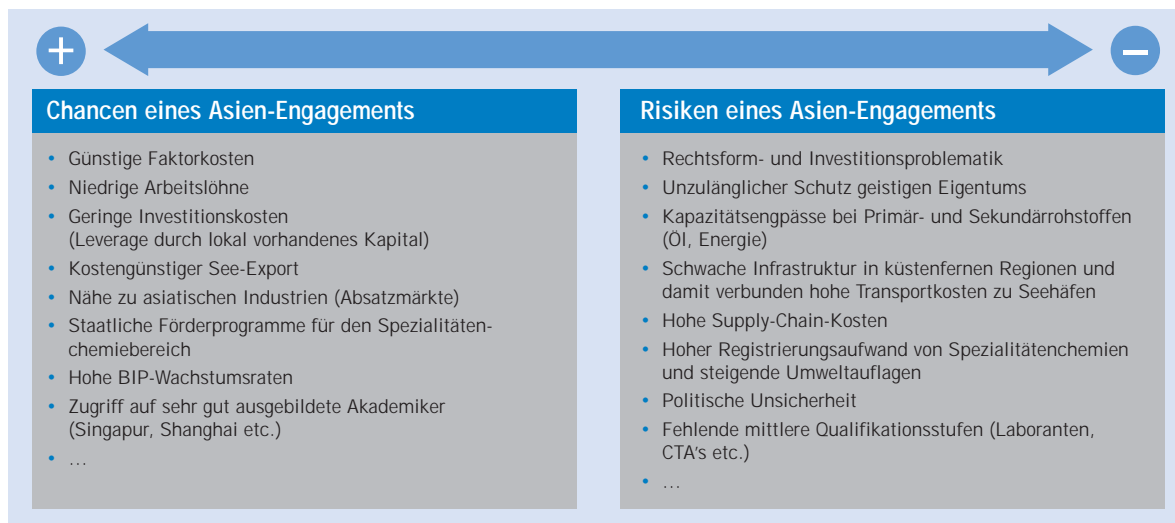 +
−
Chancen eines Asien-Engagements
• Günstige Faktorkosten
• Niedrige Arbeitslöhne
• Geringe Investitionskosten
(Leverage durch lokal vorhandenes Kapital)
• Kostengünstiger See-Export
• Nähe zu asiatischen Industrien (Absatzmärkte)
• Staatliche Förderprogramme für den Spezialitäten-
chemiebereich
• Hohe BIP-Wachstumsraten
• Zugriff auf sehr gut ausgebildete Akademiker
(Singapur, Shanghai etc.)
• …
Risiken eines Asien-Engagements
• Rechtsform- und Investitionsproblematik
• Unzulänglicher Schutz geistigen Eigentums
• Kapazitätsengpässe bei Primär- und Sekundärrohstoffen
(Öl, Energie)
• Schwache Infrastruktur in küstenfernen Regionen und
damit verbunden hohe Transportkosten zu Seehäfen
• Hohe Supply-Chain-Kosten
• Hoher Registrierungsaufwand von Spezialitätenchemien
und steigende Umweltauflagen
• Politische Unsicherheit
• Fehlende mittlere Qualifikationsstufen (Laboranten,
CTA's etc.)
• …